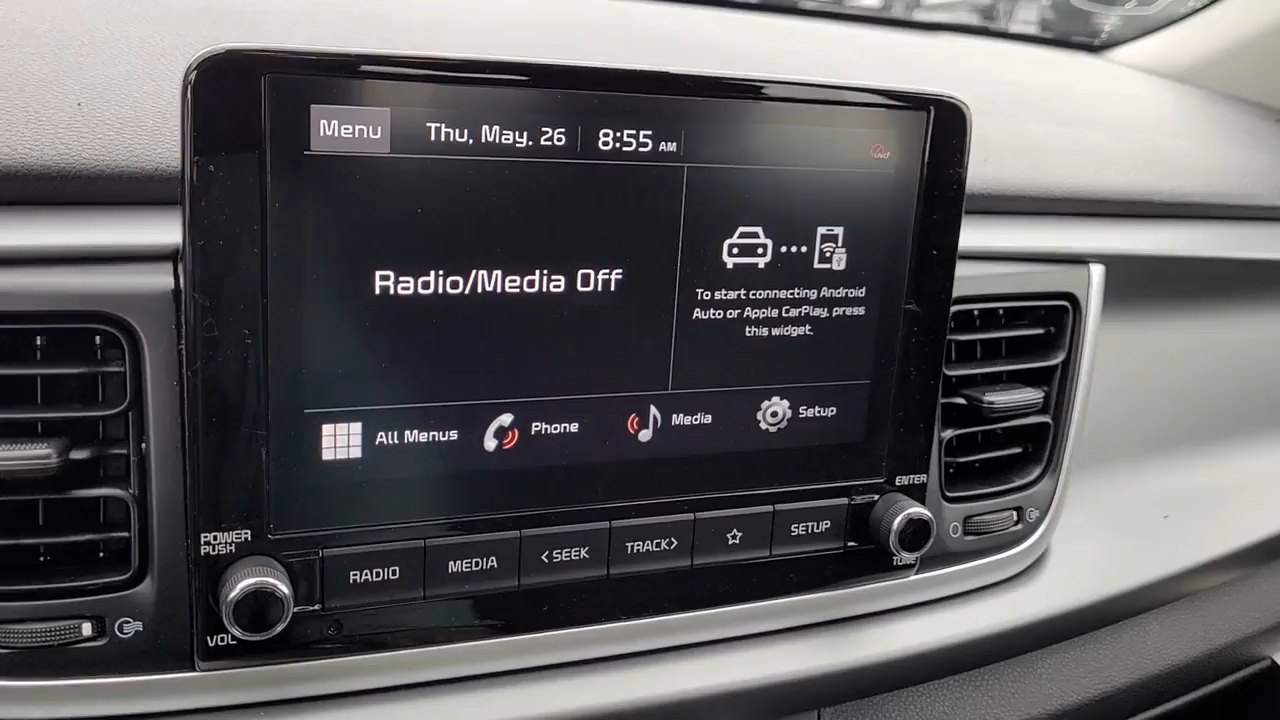 Menu
Thu, May. 26
8:55 AM
UVO
Radio/Media Off
To start connecting Android
Auto or Apple CarPlay, press
this widget.
All Menus
Phone
Media
Setup
POWER
PUSH
VOL
RADIO
MEDIA
<SEEK
TRACK>
☆
SETUP
ENTER
TUNE